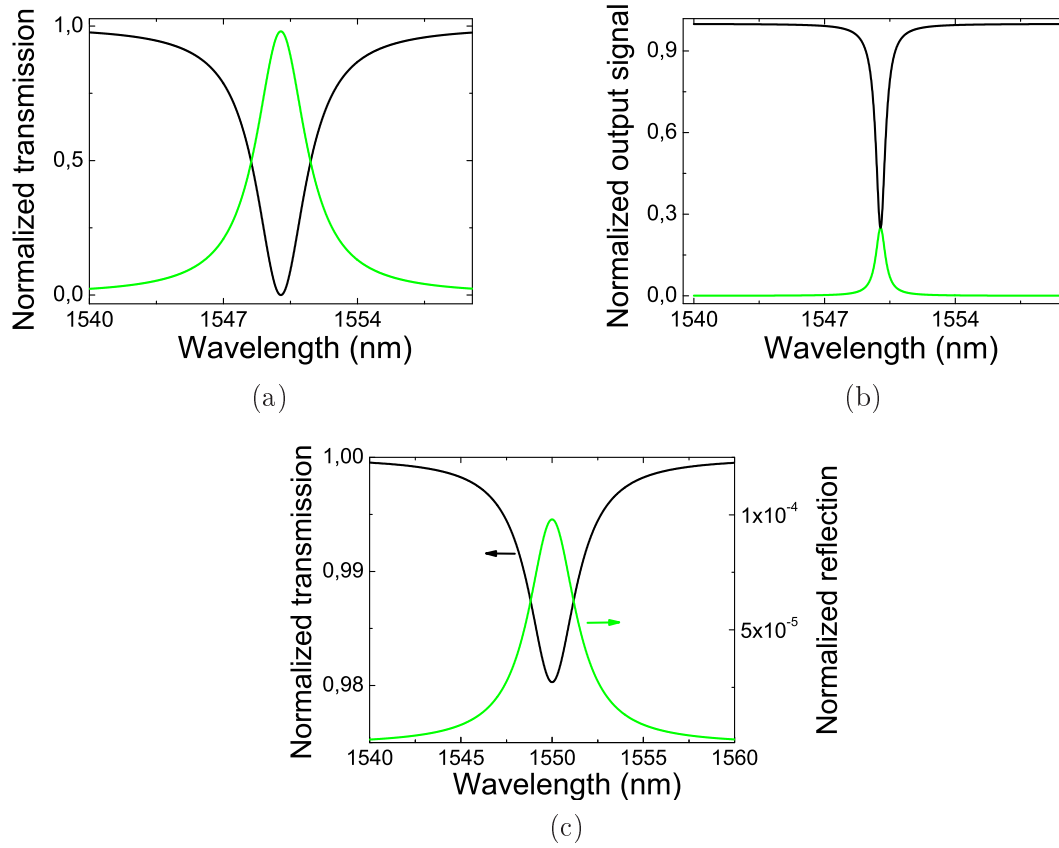 Normalized transmission
1,0
0,5
0,0
1540
1547
1554
Wavelength (nm)
(a)
Normalized output signal
0,9
0,6
0,3
0,0
1540
1547
1554
Wavelength (nm)
(b)
Normalized transmission
1,00
0,99
0,98
1540
1545
1550
1555
1560
Wavelength (nm)
1x10⁻⁴
5x10⁻⁵
Normalized reflection
(c)